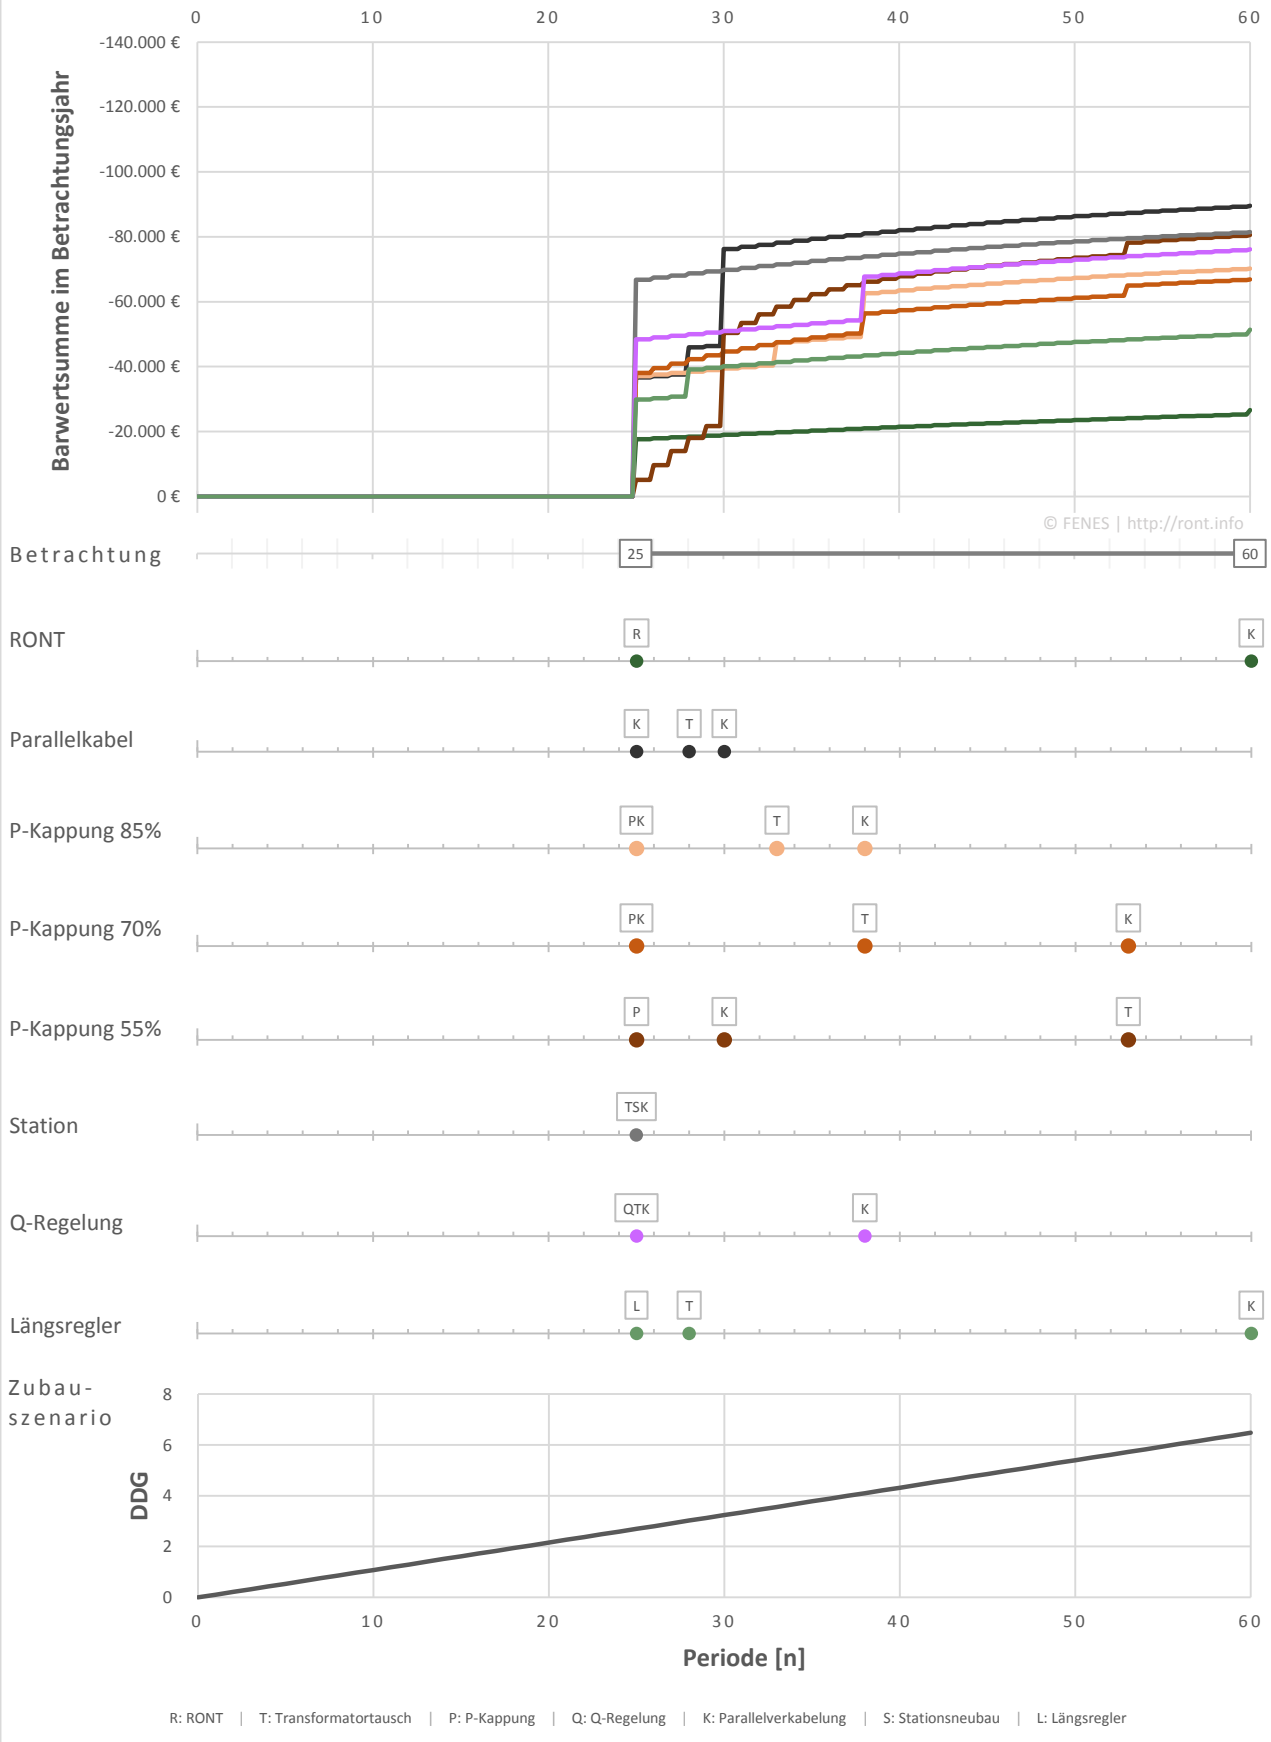 0 10 20 30 40 50 60
-140.000 €
-120.000 €
-100.000 €
-80.000 €
-60.000 €
-40.000 €
-20.000 €
0 €
Barwertsumme im Betrachtungsjahr
© FENES | http://ront.info
Betrachtung 25 60
RONT R K
Parallelkabel K T K
P-Kappung 85% PK T K
P-Kappung 70% PK T K
P-Kappung 55% P K T
Station TSK
Q-Regelung QTK K
Längsregler L T K
Zubau-
szenario
DDG
8
6
4
2
0
0 10 20 30 40 50 60
Periode [n]
R: RONT | T: Transformatortausch | P: P-Kappung | Q: Q-Regelung | K: Parallelverkabelung | S: Stationsneubau | L: Längsregler